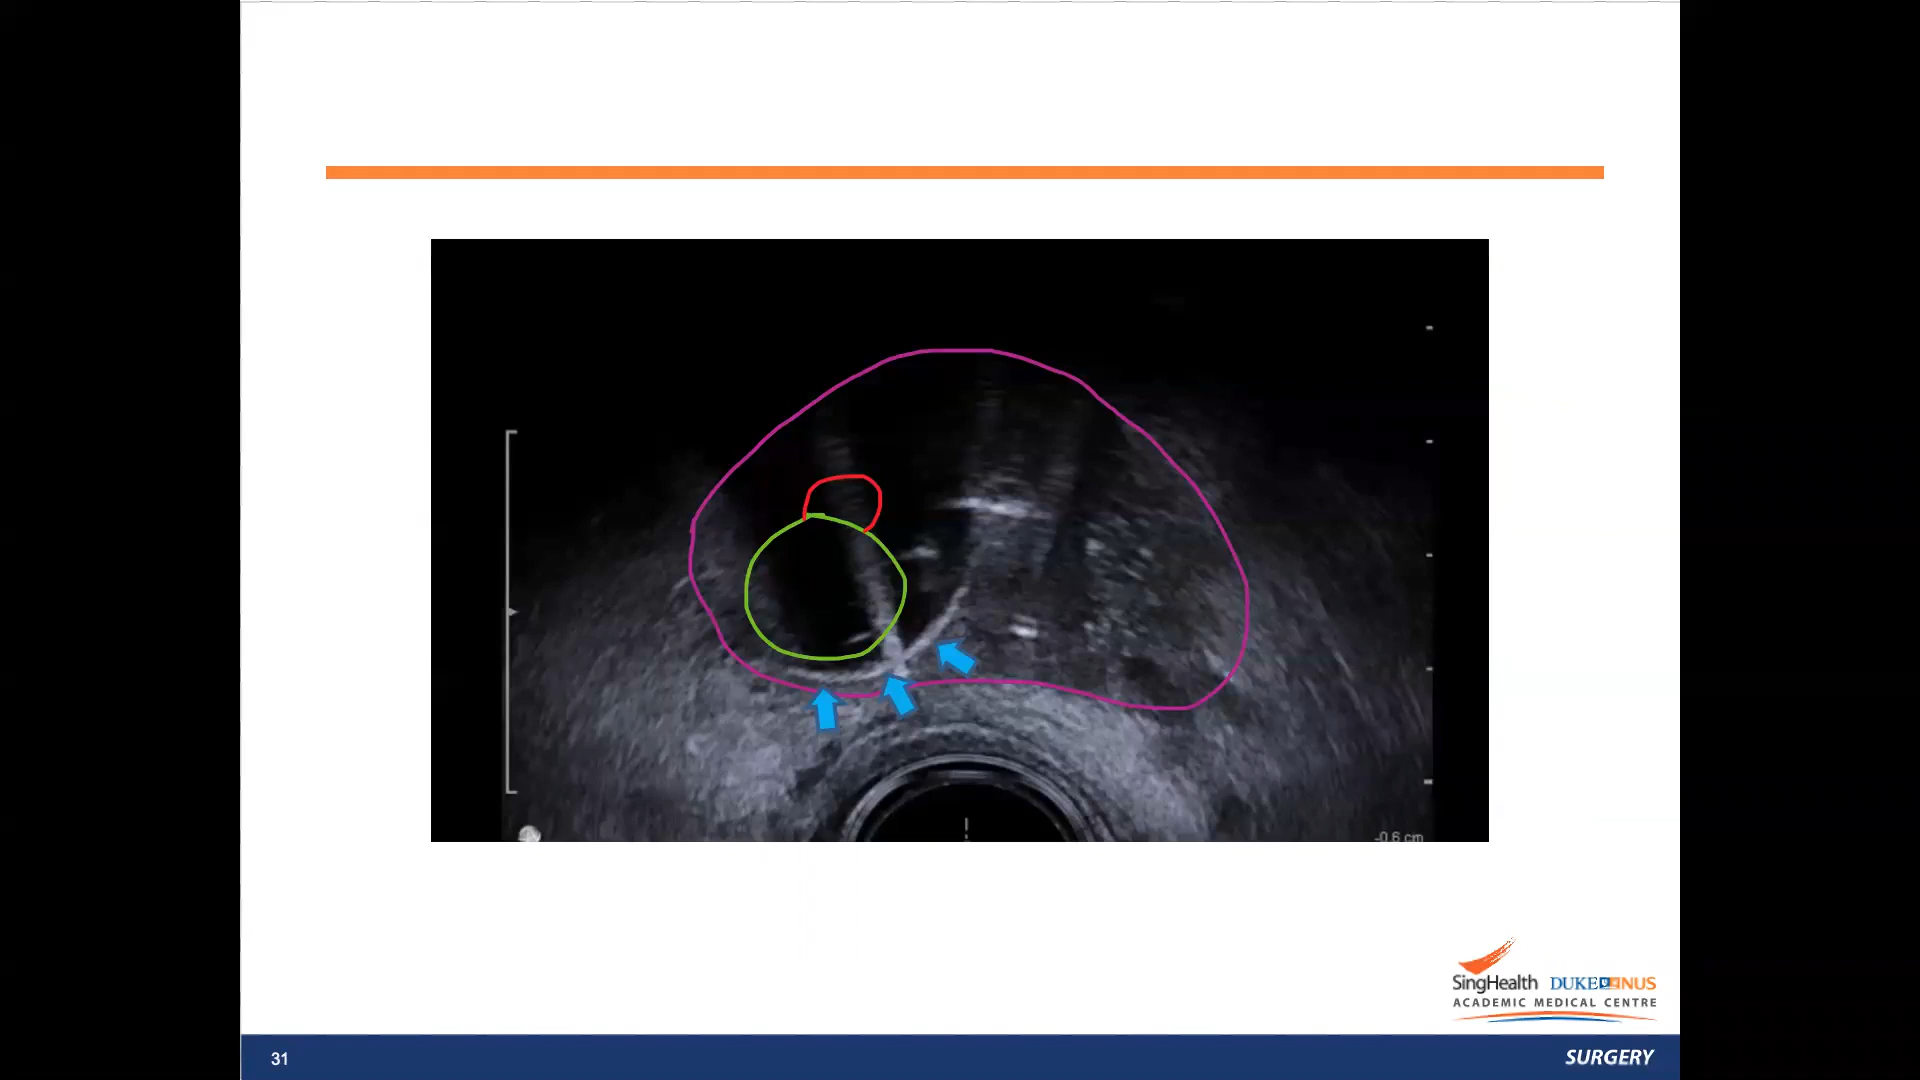 -0.6 cm
SingHealth DUKE NUS
ACADEMIC MEDICAL CENTRE
31
SURGERY